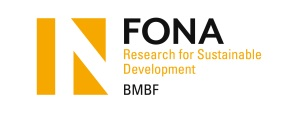 FONA
Research for Sustainable
Development
BMBF